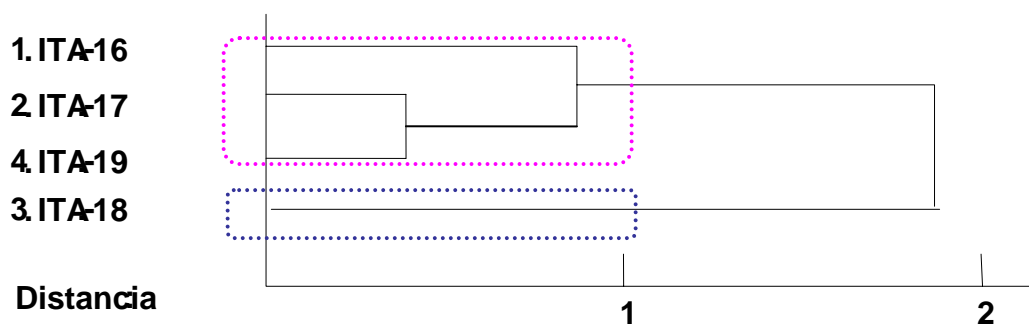 1. ITA-16
2. ITA-17
4. ITA-19
3. ITA-18
Distancia
1 2